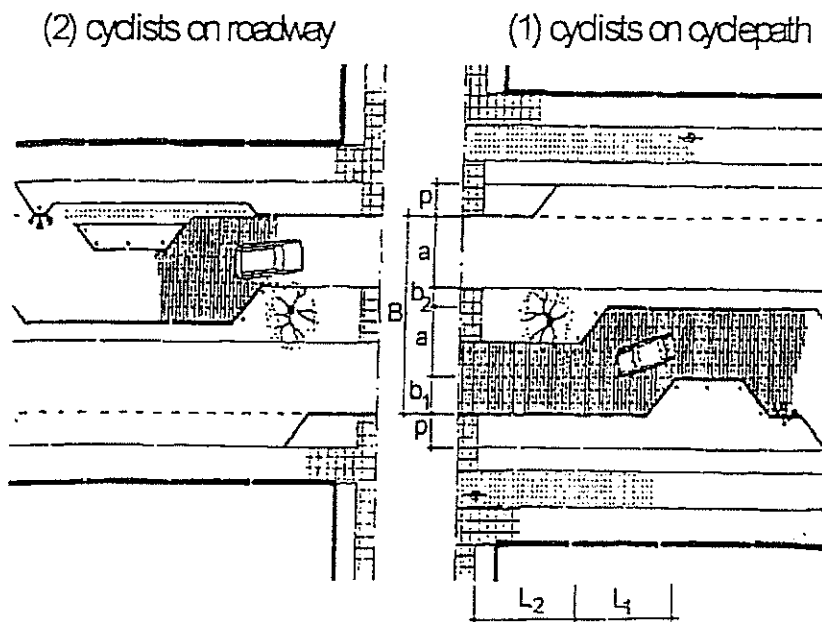 (2) cyclists on roadway
(1) cyclists on cyclepath
p
a
b2
B
a
b1
p
L2
L1